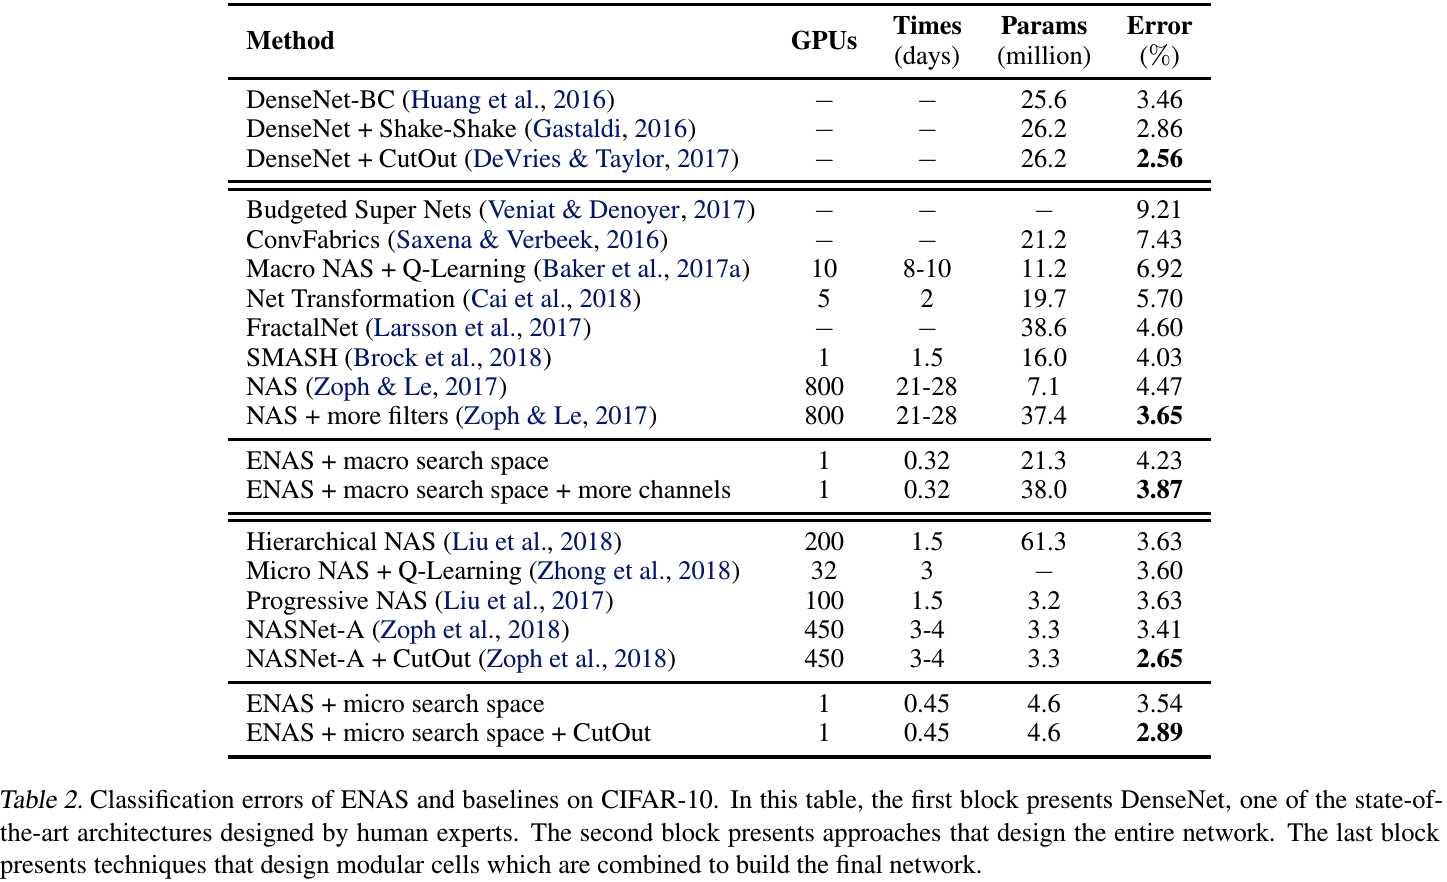 Method GPUs Times (days) Params (million) Error (%)
DenseNet-BC (Huang et al., 2016) − − 25.6 3.46
DenseNet + Shake-Shake (Gastaldi, 2016) − − 26.2 2.86
DenseNet + CutOut (DeVries & Taylor, 2017) − − 26.2 2.56
Budgeted Super Nets (Veniat & Denoyer, 2017) − − − 9.21
ConvFabrics (Saxena & Verbeek, 2016) − − 21.2 7.43
Macro NAS + Q-Learning (Baker et al., 2017a) 10 8-10 11.2 6.92
Net Transformation (Cai et al., 2018) 5 2 19.7 5.70
FractalNet (Larsson et al., 2017) − − 38.6 4.60
SMASH (Brock et al., 2018) 1 1.5 16.0 4.03
NAS (Zoph & Le, 2017) 800 21-28 7.1 4.47
NAS + more filters (Zoph & Le, 2017) 800 21-28 37.4 3.65
ENAS + macro search space 1 0.32 21.3 4.23
ENAS + macro search space + more channels 1 0.32 38.0 3.87
Hierarchical NAS (Liu et al., 2018) 200 1.5 61.3 3.63
Micro NAS + Q-Learning (Zhong et al., 2018) 32 3 − 3.60
Progressive NAS (Liu et al., 2017) 100 1.5 3.2 3.63
NASNet-A (Zoph et al., 2018) 450 3-4 3.3 3.41
NASNet-A + CutOut (Zoph et al., 2018) 450 3-4 3.3 2.65
ENAS + micro search space 1 0.45 4.6 3.54
ENAS + micro search space + CutOut 1 0.45 4.6 2.89
Table 2. Classification errors of ENAS and baselines on CIFAR-10. In this table, the first block presents DenseNet, one of the state-of-
the-art architectures designed by human experts. The second block presents approaches that design the entire network. The last block
presents techniques that design modular cells which are combined to build the final network.